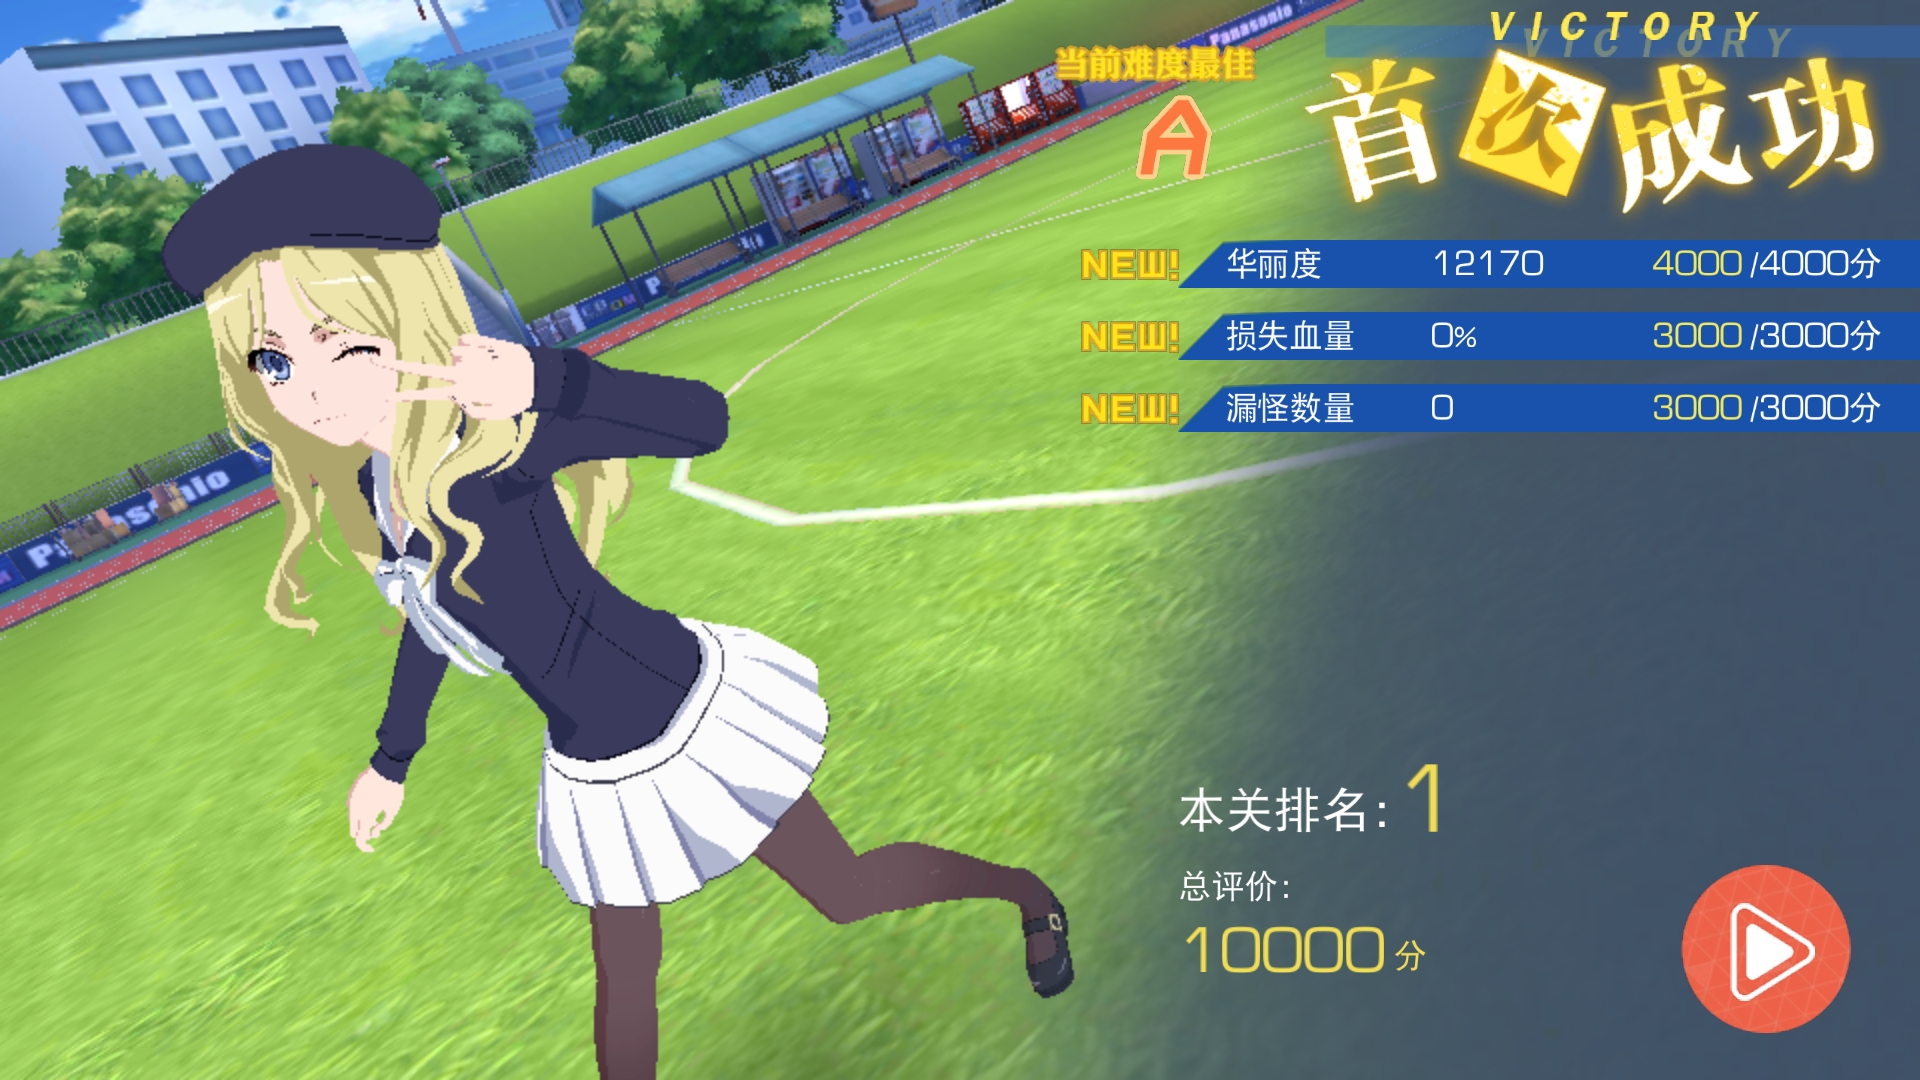 VICTORY
VICTORY
当前难度最佳
A
首次成功
NEW! 华丽度 12170 4000/4000分
NEW! 损失血量 0% 3000/3000分
NEW! 漏怪数量 0 3000/3000分
Panasonic
本关排名: 1
总评价:
10000分